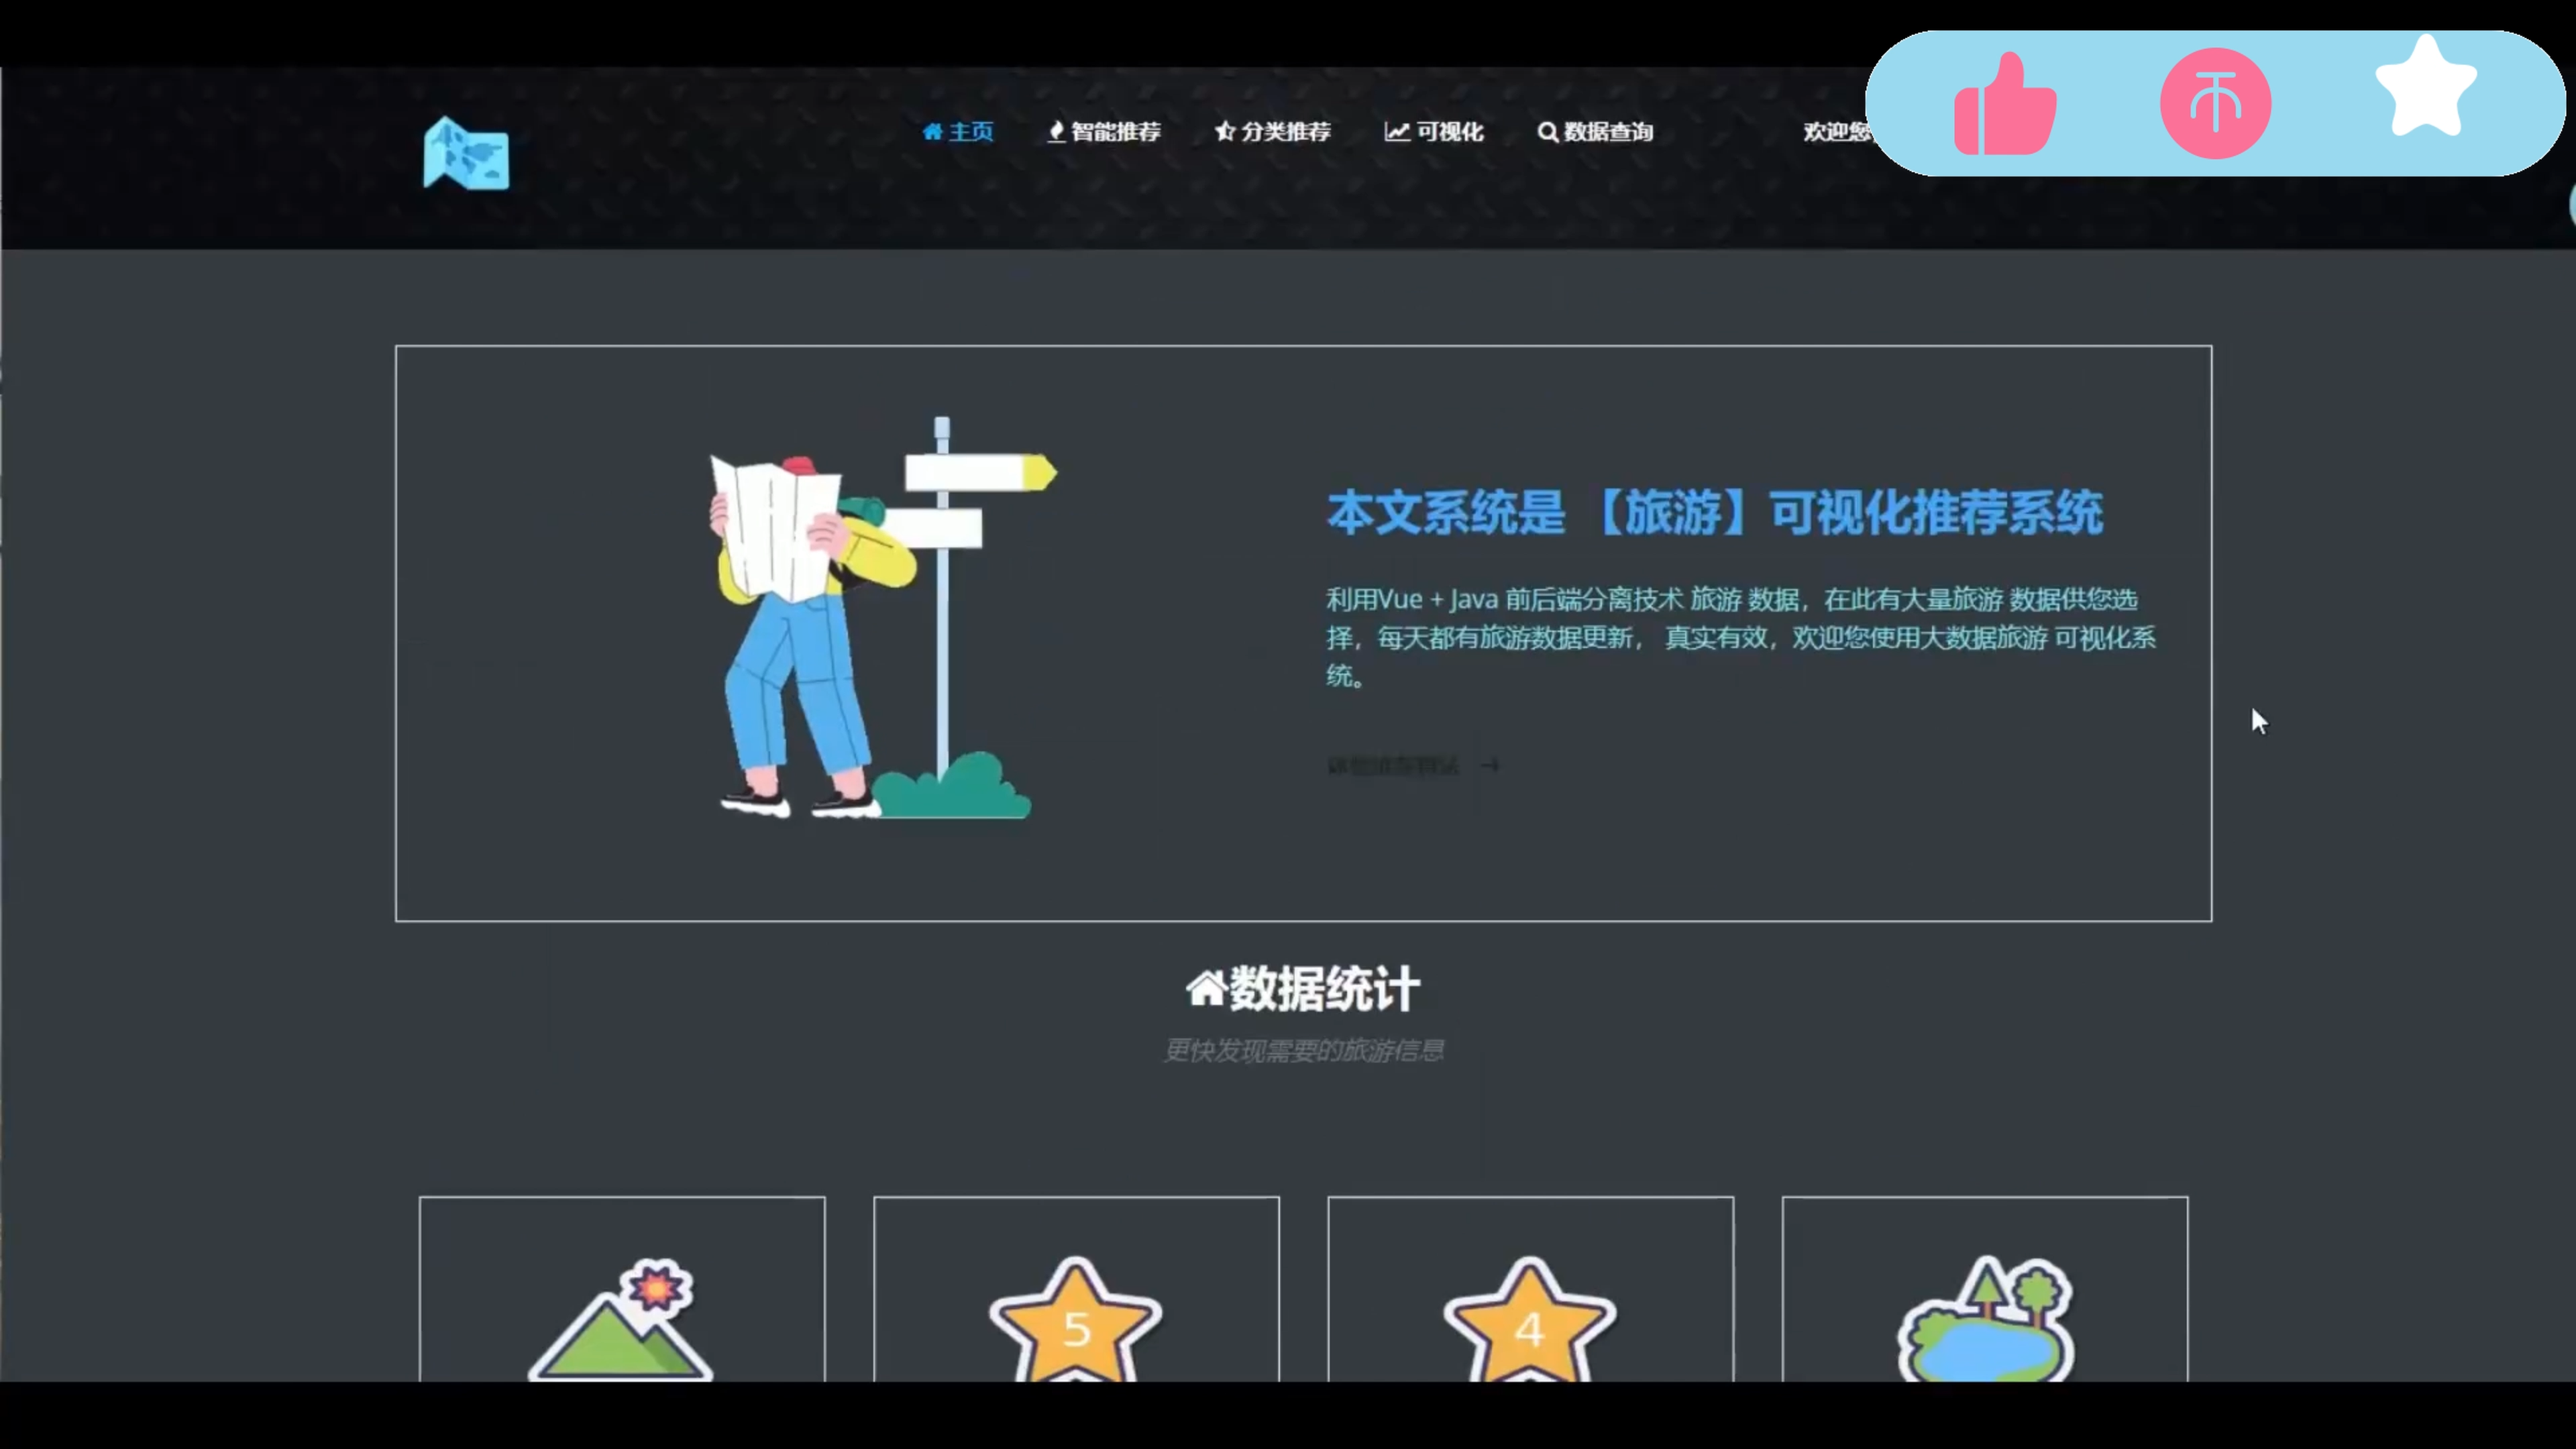 主页 智能推荐 分类推荐 可视化 数据查询 欢迎您
本文系统是 【旅游】可视化推荐系统
利用Vue + Java 前后端分离技术 旅游 数据，在此有大量旅游 数据供您选
择，每天都有旅游数据更新， 真实有效，欢迎您使用大数据旅游 可视化系
统。
数据统计
更快发现需要的旅游信息
5
4